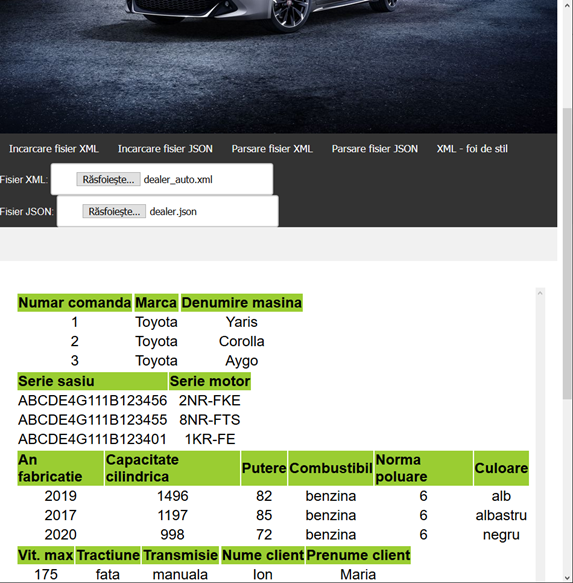 Incarcare fisier XML Incarcare fisier JSON Parsare fisier XML Parsare fisier JSON XML - foi de stil
Fisier XML: Răsfoiește... dealer_auto.xml
Fisier JSON: Răsfoiește... dealer.json
Numar comanda Marca Denumire masina
1 Toyota Yaris
2 Toyota Corolla
3 Toyota Aygo
Serie sasiu Serie motor
ABCDE4G111B123456 2NR-FKE
ABCDE4G111B123455 8NR-FTS
ABCDE4G111B123401 1KR-FE
An fabricatie Capacitate cilindrica Putere Combustibil Norma poluare Culoare
2019 1496 82 benzina 6 alb
2017 1197 85 benzina 6 albastru
2020 998 72 benzina 6 negru
Vit. max Tractiune Transmisie Nume client Prenume client
175 fata manuala Ion Maria